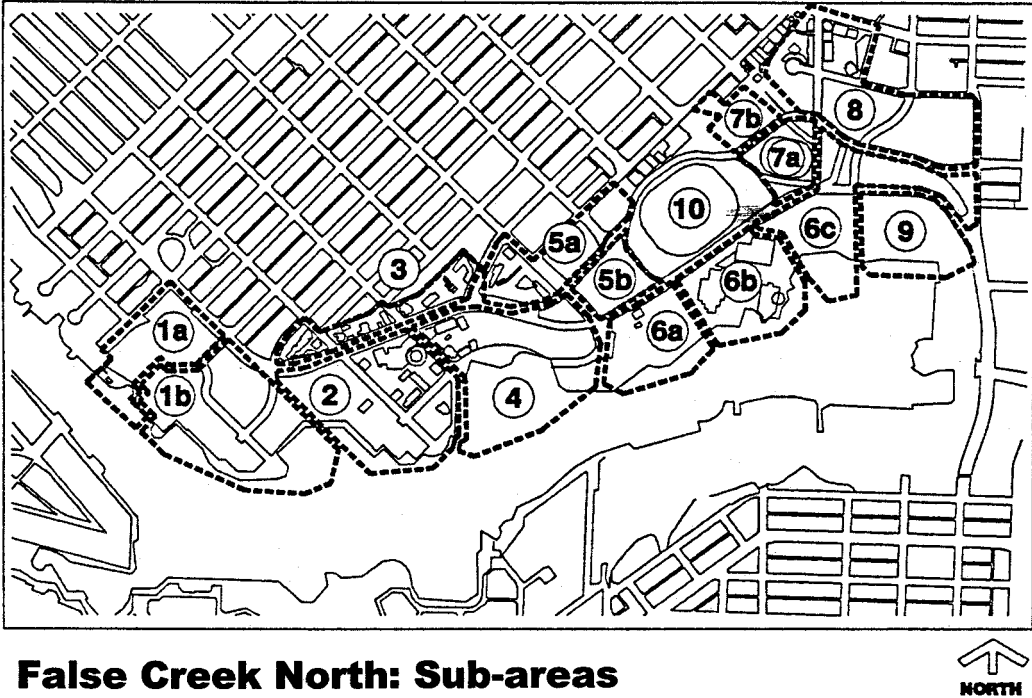 8
7b
7a
10
6c
9
5a
3
5b
6b
1a
6a
2
1b
4
False Creek North: Sub-areas
NORTH